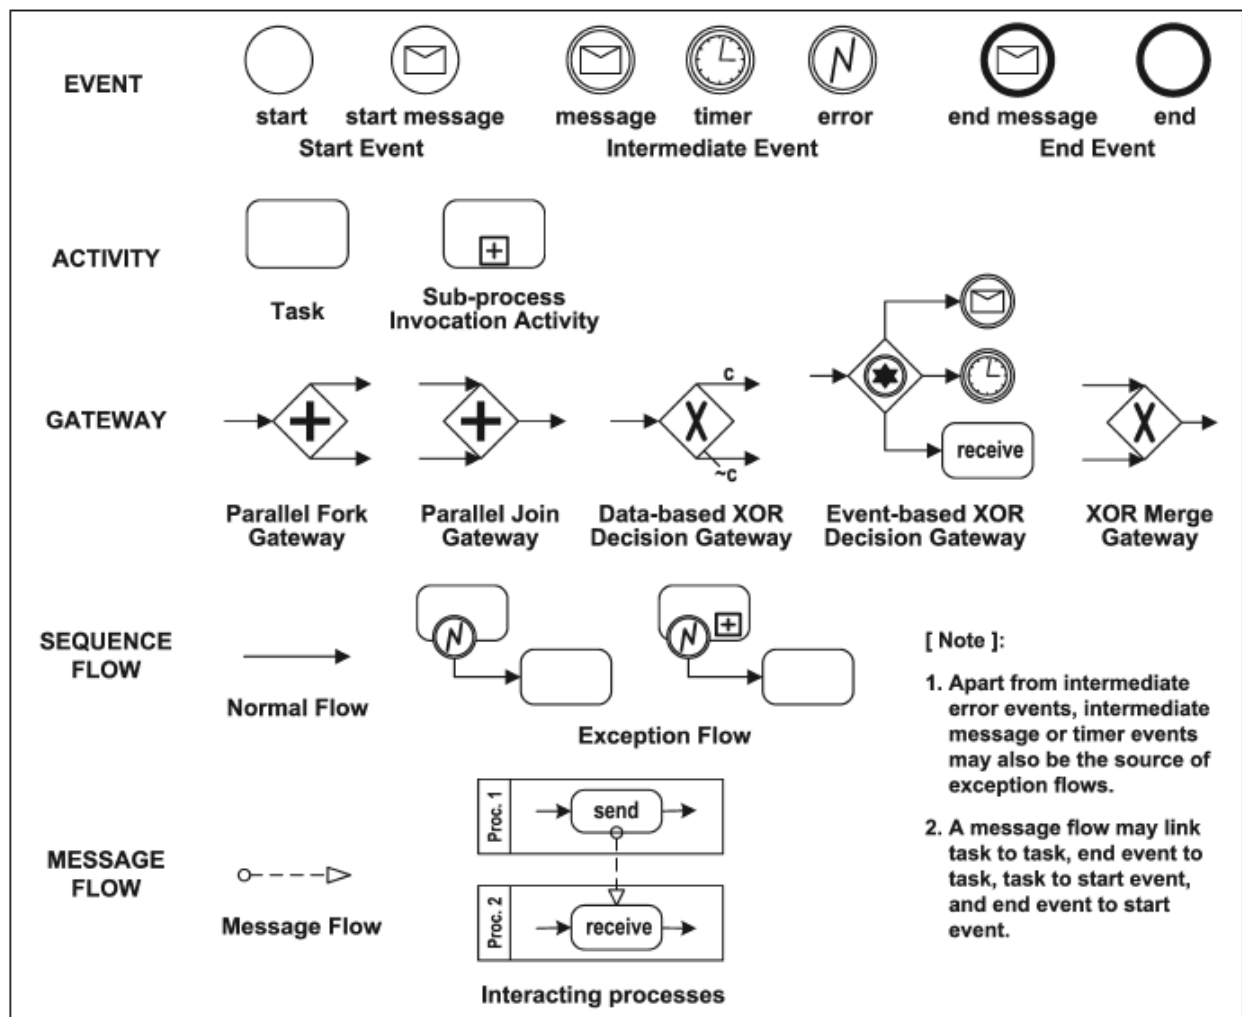 EVENT
start
start message
message
timer
error
end message
end
Start Event
Intermediate Event
End Event
ACTIVITY
Task
Sub-process
Invocation Activity
GATEWAY
c
~c
receive
Parallel Fork
Gateway
Parallel Join
Gateway
Data-based XOR
Decision Gateway
Event-based XOR
Decision Gateway
XOR Merge
Gateway
SEQUENCE
FLOW
Normal Flow
Exception Flow
[ Note ]:
1. Apart from intermediate
error events, intermediate
message or timer events
may also be the source of
exception flows.
2. A message flow may link
task to task, end event to
task, task to start event,
and end event to start
event.
MESSAGE
FLOW
Message Flow
Proc. 1
send
Proc. 2
receive
Interacting processes